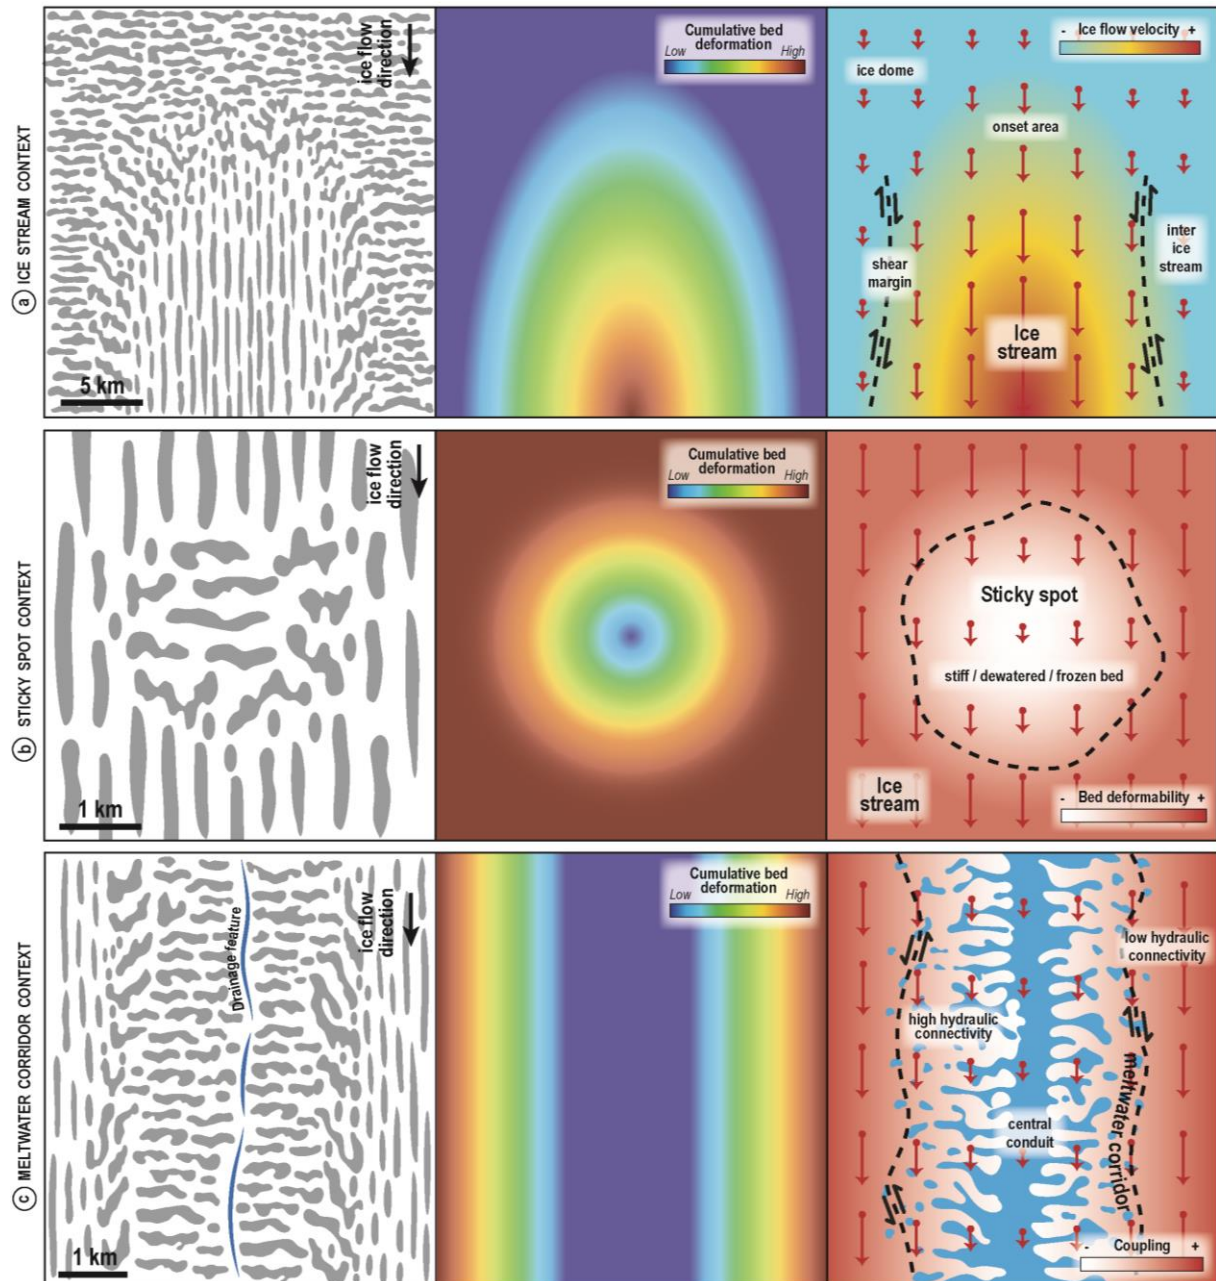 a ICE STREAM CONTEXT
ice flow
direction
5 km
Cumulative bed
deformation
Low High
- Ice flow velocity +
ice dome
onset area
shear
margin
inter
ice
stream
Ice
stream
b STICKY SPOT CONTEXT
ice flow
direction
1 km
Cumulative bed
deformation
Low High
Sticky spot
stiff / dewatered / frozen bed
Ice
stream
- Bed deformability +
c MELTWATER CORRIDOR CONTEXT
Drainage feature
ice flow
direction
1 km
Cumulative bed
deformation
Low High
low hydraulic
connectivity
high hydraulic
connectivity
central
conduit
meltwater corridor
- Coupling +